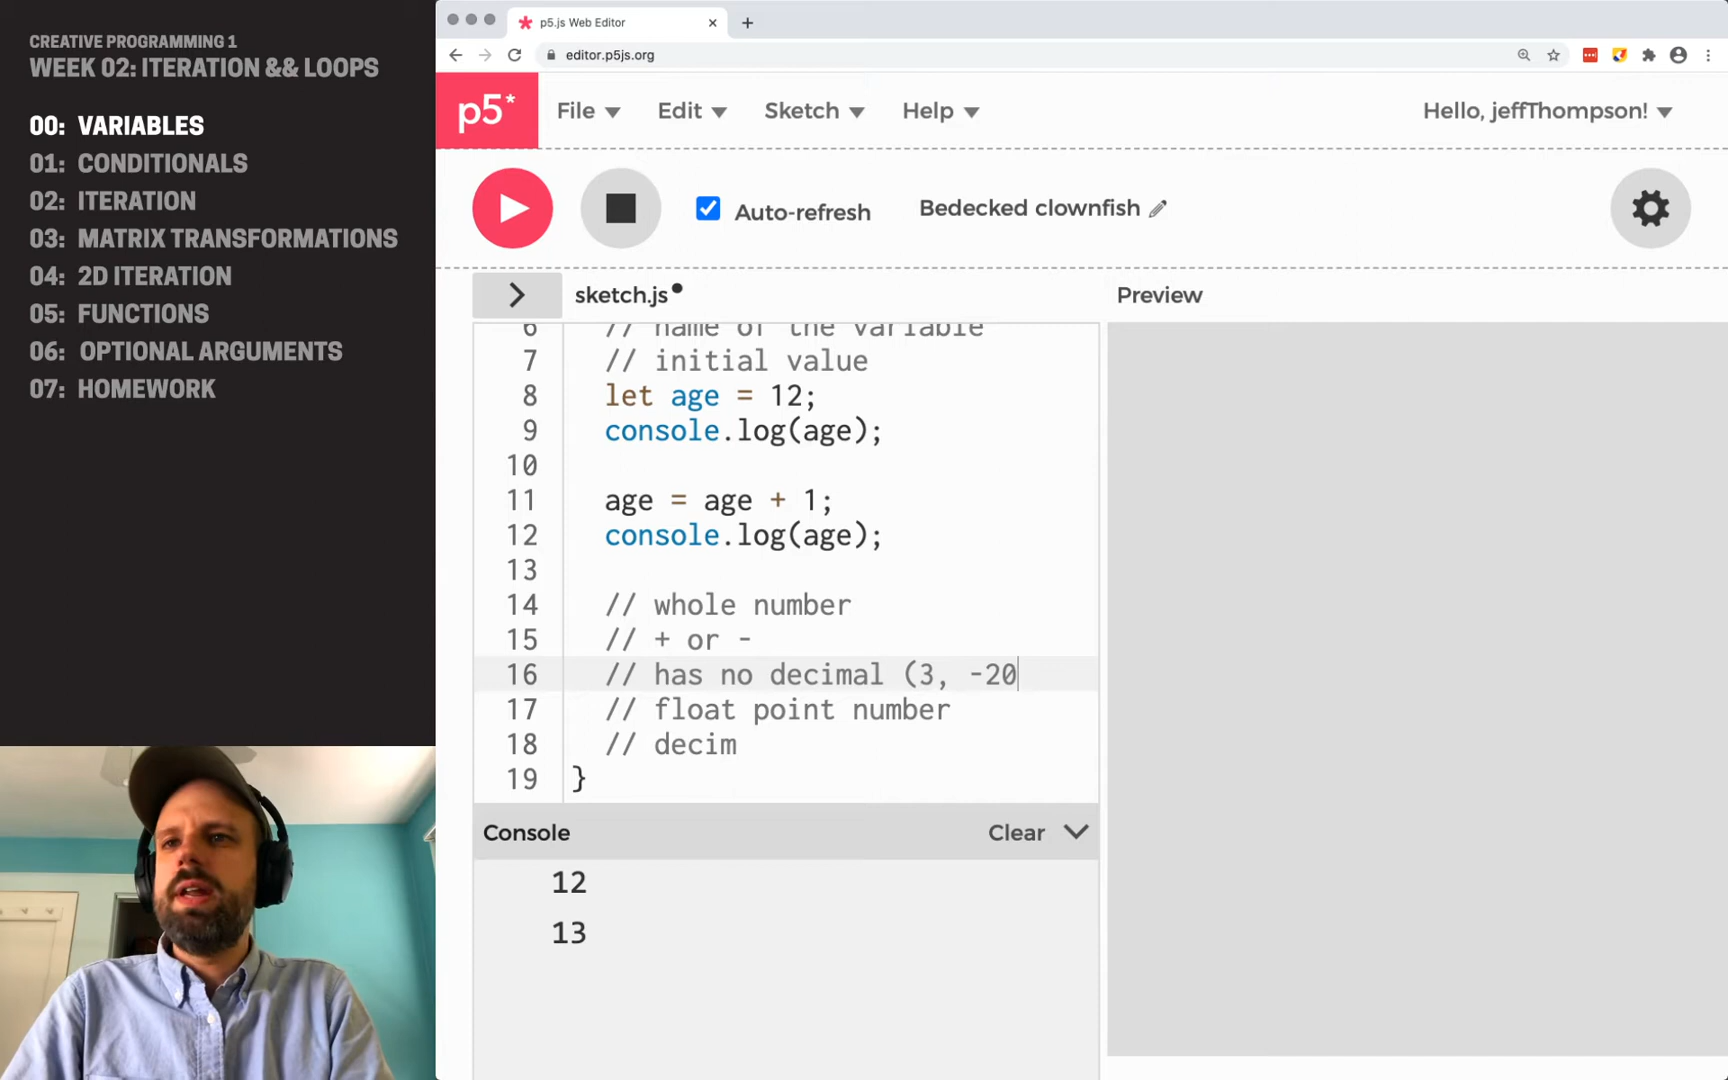 CREATIVE PROGRAMMING 1
WEEK 02: ITERATION && LOOPS
00: VARIABLES
01: CONDITIONALS
02: ITERATION
03: MATRIX TRANSFORMATIONS
04: 2D ITERATION
05: FUNCTIONS
06: OPTIONAL ARGUMENTS
07: HOMEWORK
p5.js Web Editor
editor.p5js.org
p5*
File
Edit
Sketch
Help
Hello, jeffThompson!
Auto-refresh
Bedecked clownfish
sketch.js
Preview
6 // name of the variable
7 // initial value
8 let age = 12;
9 console.log(age);
10
11 age = age + 1;
12 console.log(age);
13
14 // whole number
15 // + or -
16 // has no decimal (3, -20
17 // float point number
18 // decim
19 }
Console
Clear
12
13